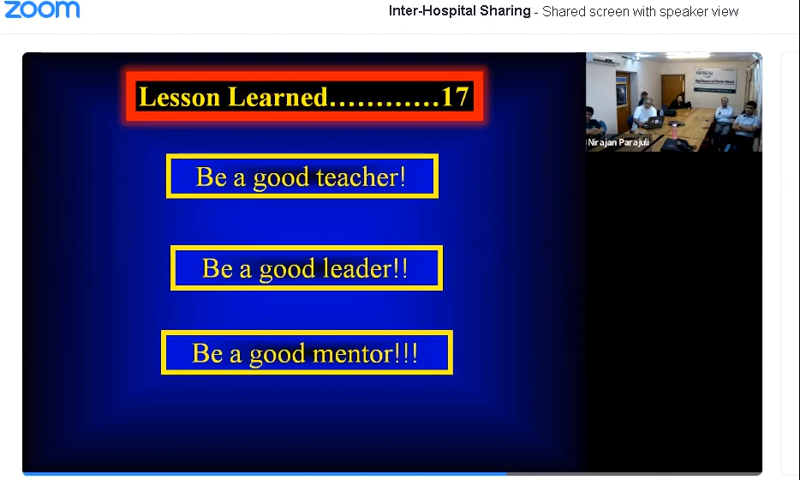 zoom
Inter-Hospital Sharing - Shared screen with speaker view
Lesson Learned............17
Be a good teacher!
Be a good leader!!
Be a good mentor!!!
Nirajan Parajuli